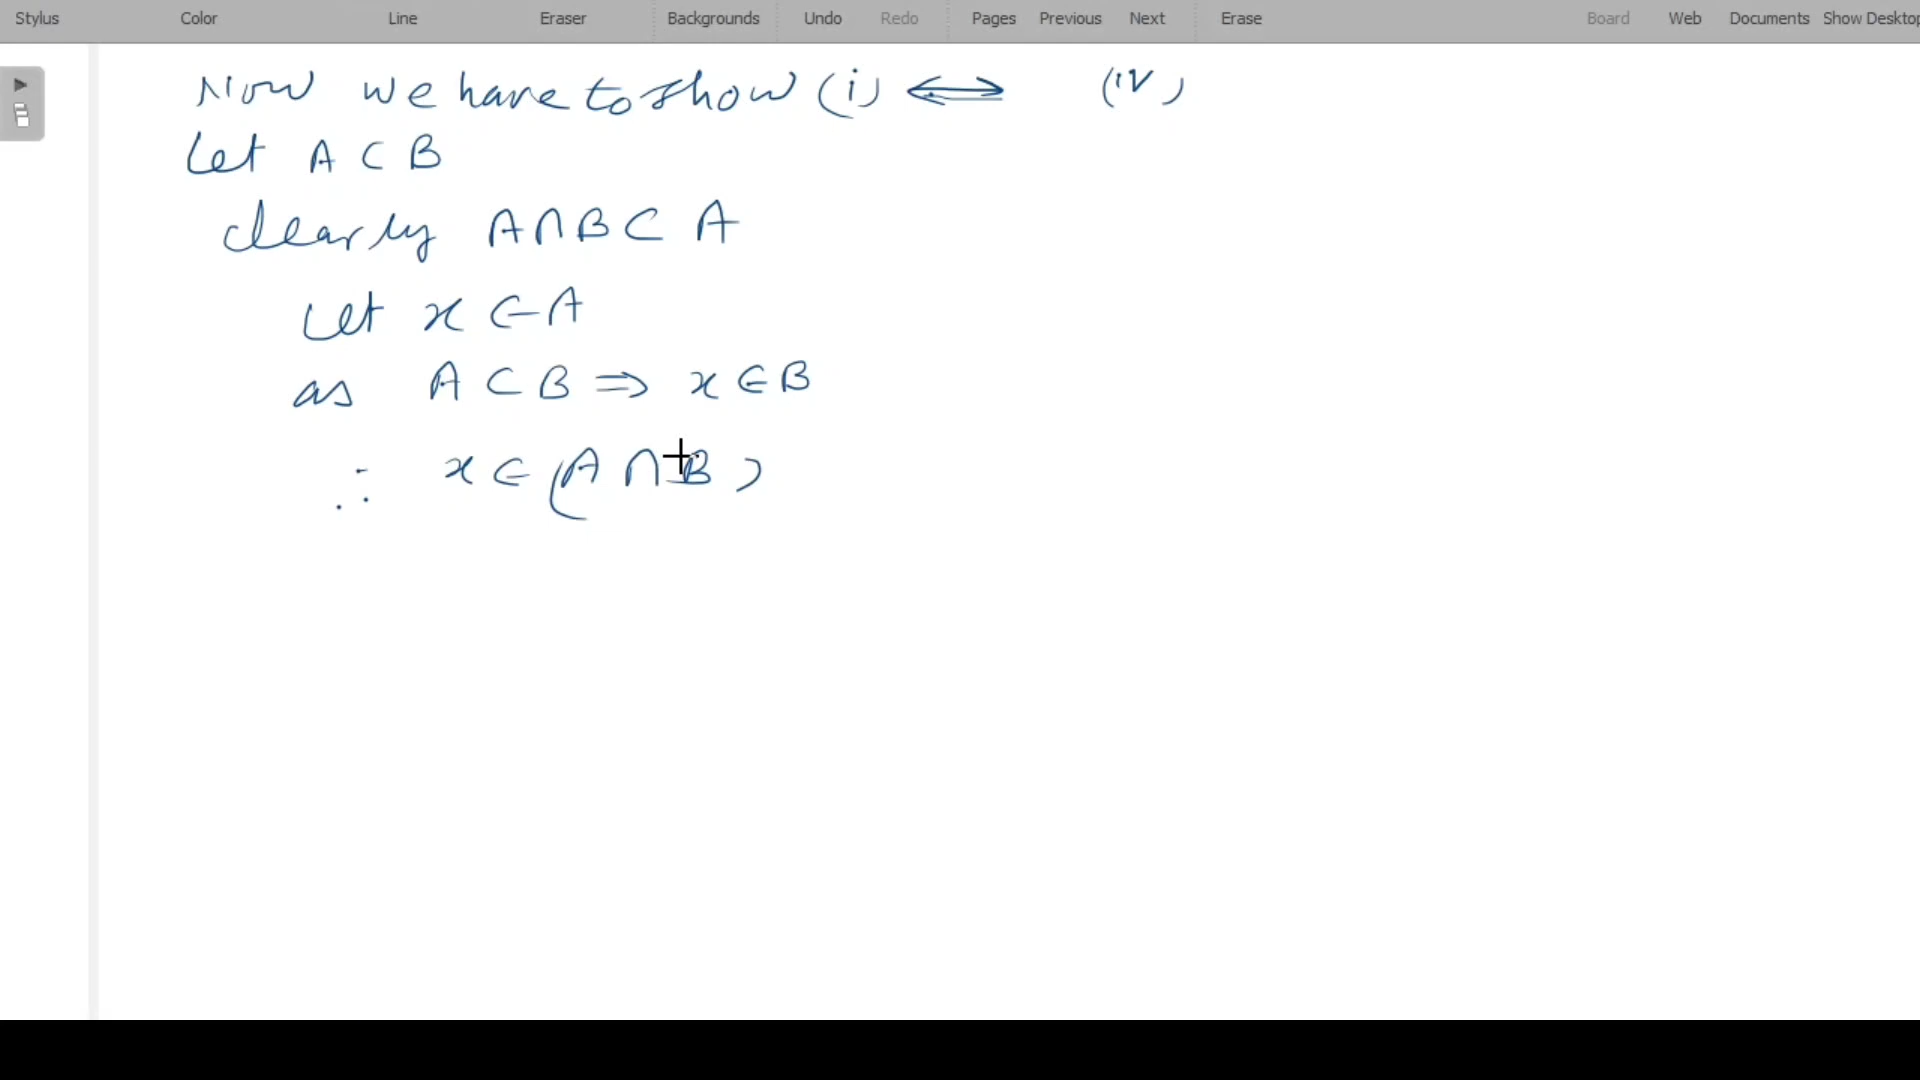 Stylus Color Line Eraser Backgrounds Undo Redo Pages Previous Next Erase Board Web Documents Show Desktop
Now we have to show (i) ⟺ (iv)
Let A ⊂ B
clearly A∩B ⊂ A
Let x ∈ A
as A ⊂ B ⇒ x ∈ B
∴ x ∈ (A ∩ B)